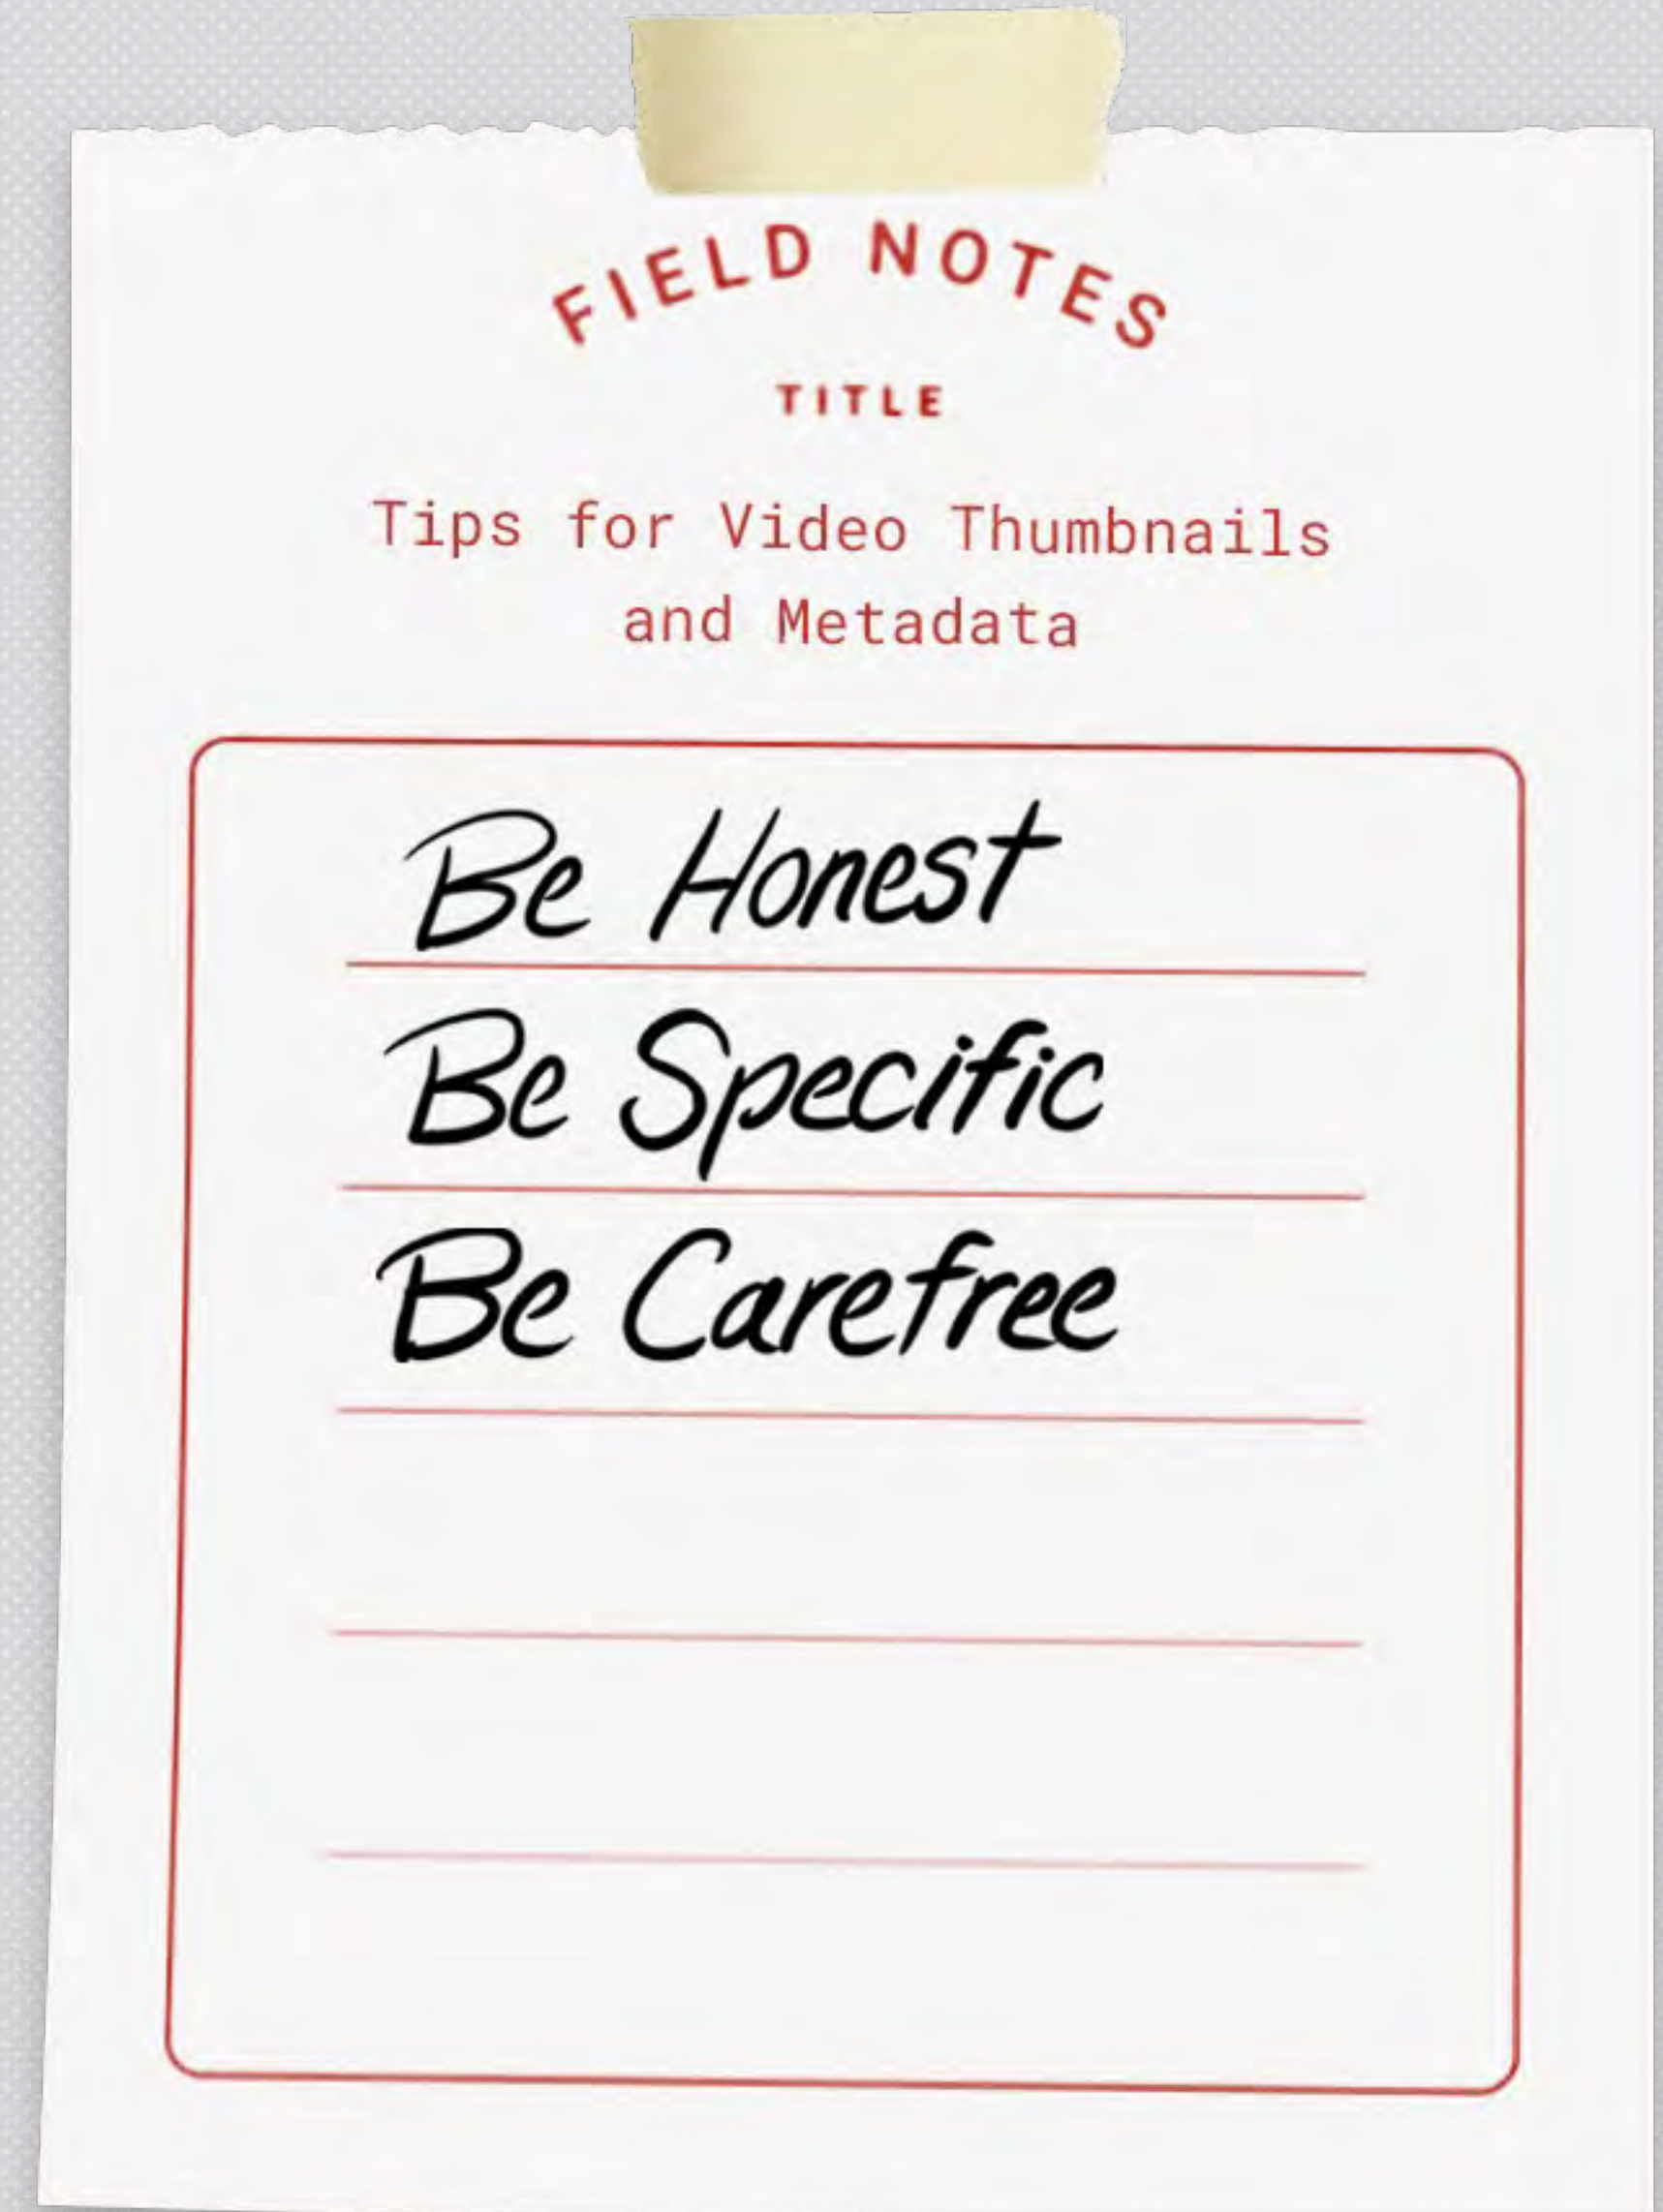 FIELD NOTES
TITLE
Tips for Video Thumbnails
and Metadata
Be Honest
Be Specific
Be Carefree